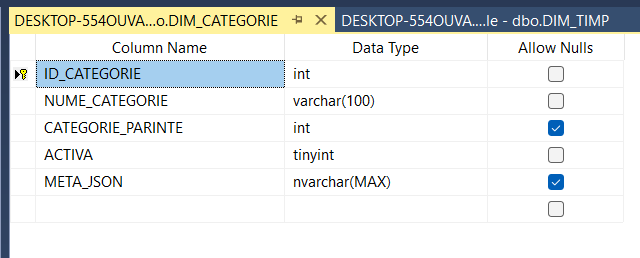 DESKTOP-554OUVA...o.DIM_CATEGORIE DESKTOP-554OUVA....le - dbo.DIM_TIMP
Column Name Data Type Allow Nulls
ID_CATEGORIE int
NUME_CATEGORIE varchar(100)
CATEGORIE_PARINTE int
ACTIVA tinyint
META_JSON nvarchar(MAX)